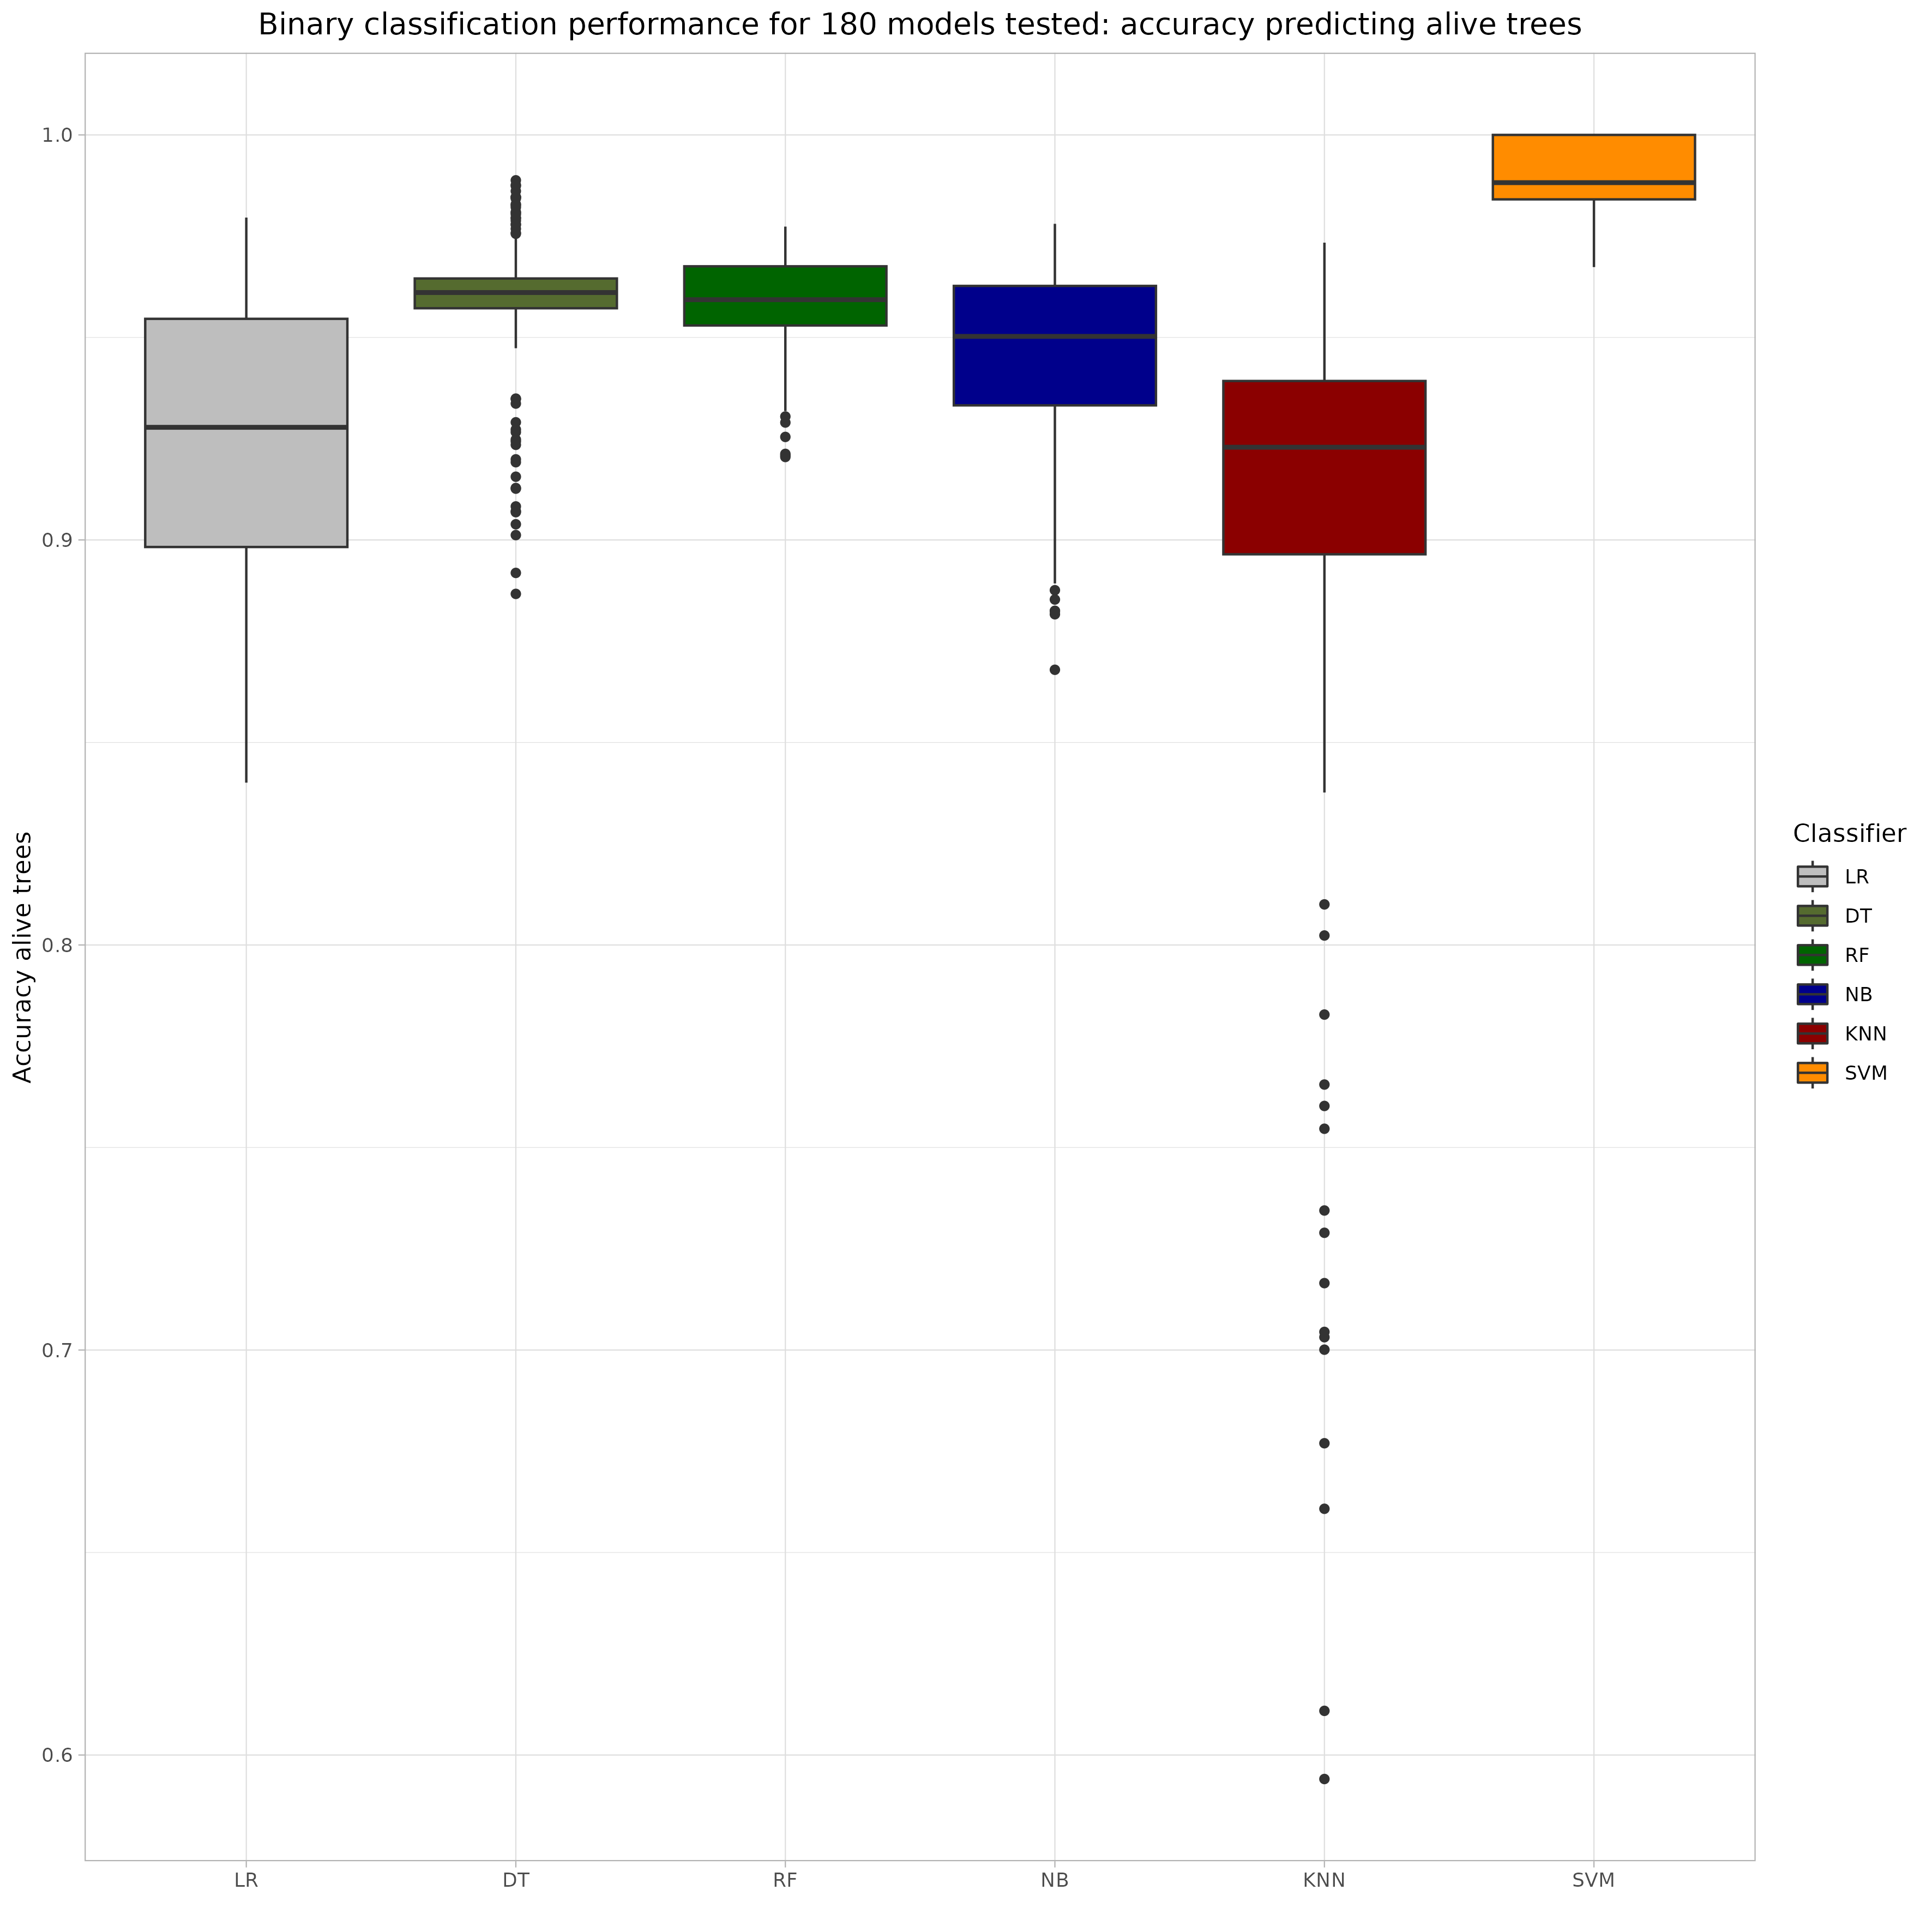 Binary classification performance for 180 models tested: accuracy predicting alive trees
Accuracy alive trees
1.0
0.9
0.8
0.7
0.6
LR
DT
RF
NB
KNN
SVM
Classifier
LR
DT
RF
NB
KNN
SVM